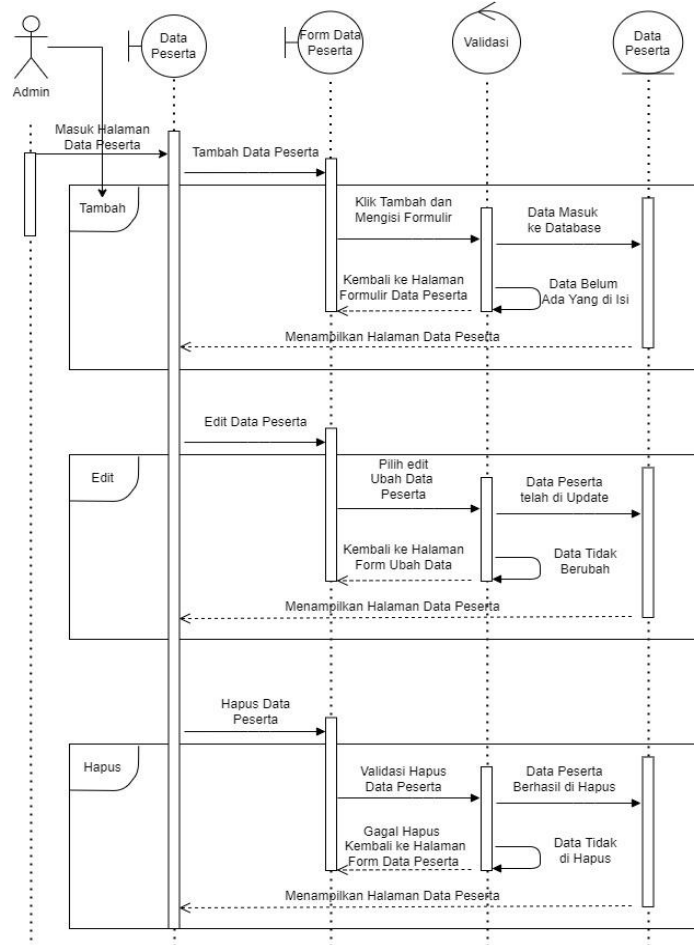 Admin
Data
Peserta
Form Data
Peserta
Validasi
Data
Peserta
Masuk Halaman
Data Peserta
Tambah Data Peserta
Tambah
Klik Tambah dan
Mengisi Formulir
Data Masuk
ke Database
Kembali ke Halaman
Formulir Data Peserta
Data Belum
Ada Yang di Isi
Menampilkan Halaman Data Peserta
Edit Data Peserta
Edit
Pilih edit
Ubah Data
Peserta
Data Peserta
telah di Update
Kembali ke Halaman
Form Ubah Data
Data Tidak
Berubah
Menampilkan Halaman Data Peserta
Hapus Data
Peserta
Hapus
Validasi Hapus
Data Peserta
Data Peserta
Berhasil di Hapus
Gagal Hapus
Kembali ke Halaman
Form Data Peserta
Data Tidak
di Hapus
Menampilkan Halaman Data Peserta